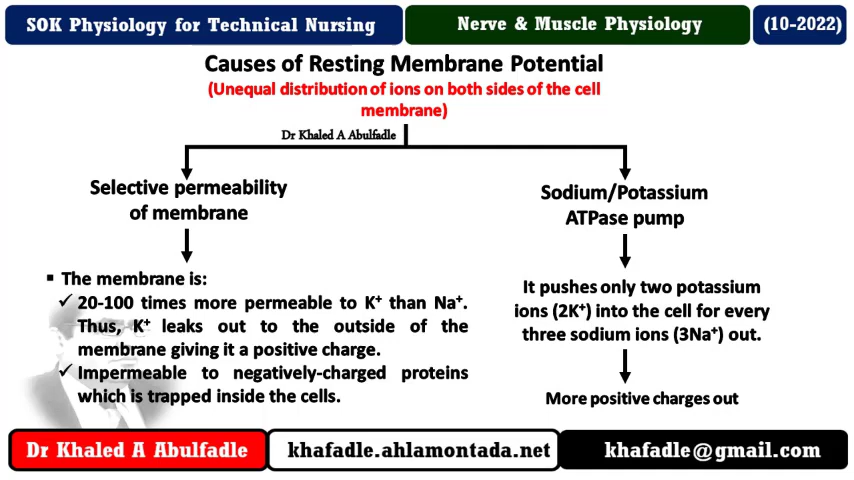 SOK Physiology for Technical Nursing
Nerve & Muscle Physiology
(10-2022)
Causes of Resting Membrane Potential
(Unequal distribution of ions on both sides of the cell
membrane)
Dr Khaled A Abulfadle
Selective permeability
of membrane
▪ The membrane is:
✓ 20-100 times more permeable to K⁺ than Na⁺.
Thus, K⁺ leaks out to the outside of the
membrane giving it a positive charge.
✓ Impermeable to negatively-charged proteins
which is trapped inside the cells.
Sodium/Potassium
ATPase pump
It pushes only two potassium
ions (2K⁺) into the cell for every
three sodium ions (3Na⁺) out.
More positive charges out
Dr Khaled A Abulfadle
khafadle.ahlamontada.net
khafadle@gmail.com